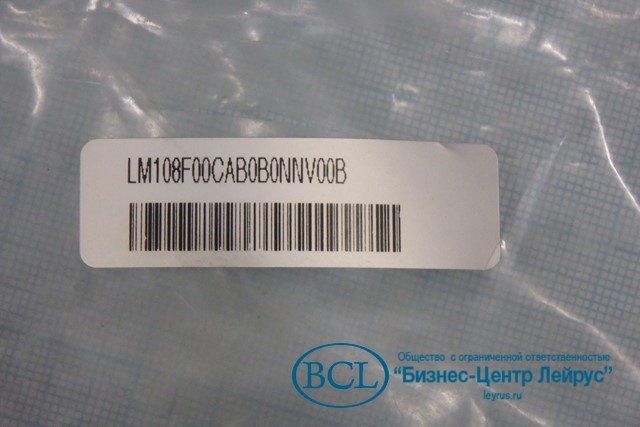 LM108F00CAB0B0NNV00B
BCL
Общество с ограниченной ответственностью
“Бизнес-Центр Лейрус”
leyrus.ru